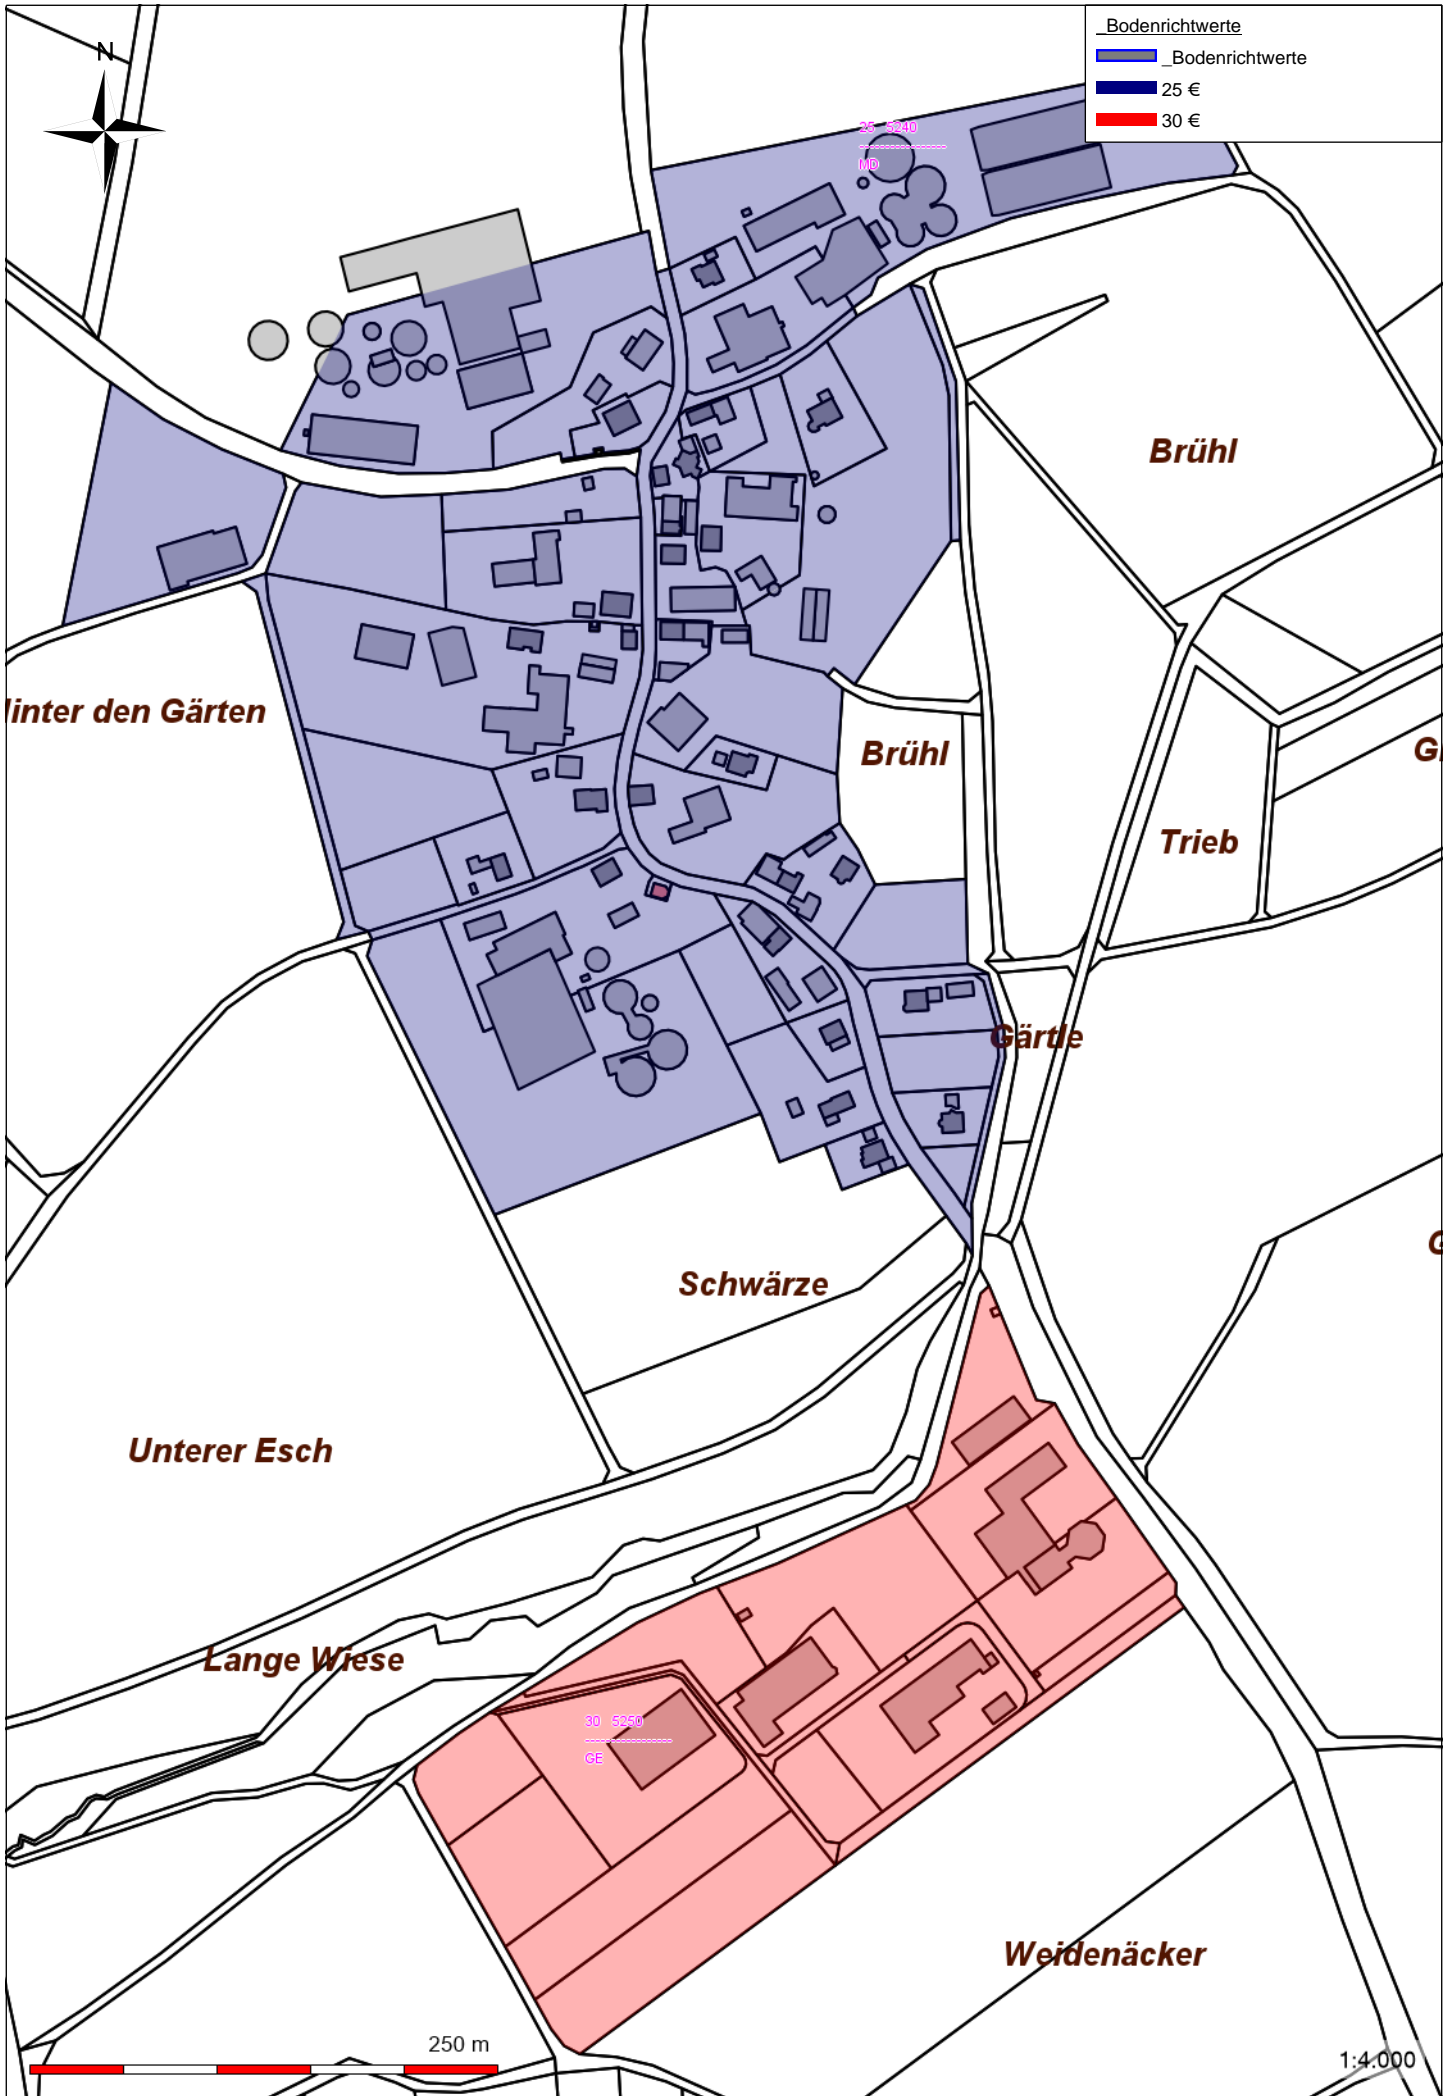 _Bodenrichtwerte
_Bodenrichtwerte
25 €
30 €
N
25 5240
-----------------
MD
Brühl
linter den Gärten
Brühl
G
Trieb
Gärtle
G
Schwärze
Unterer Esch
Lange Wiese
30 5250
-----------------
GE
Weidenäcker
250 m
1:4.000